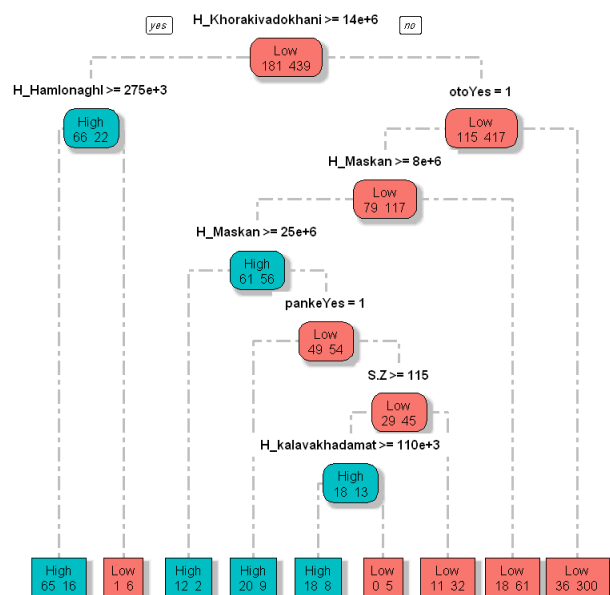 H_Khorakivadokhani >= 14e+6
yes
no
Low
181 439
H_Hamlonaghl >= 275e+3
otoYes = 1
High
66 22
Low
115 417
H_Maskan >= 8e+6
Low
79 117
H_Maskan >= 25e+6
High
61 56
pankeYes = 1
Low
49 54
S.Z >= 115
Low
29 45
H_kalavakhadamat >= 110e+3
High
18 13
High
65 16
Low
1 6
High
12 2
High
20 9
High
18 8
Low
0 5
Low
11 32
Low
18 61
Low
36 300